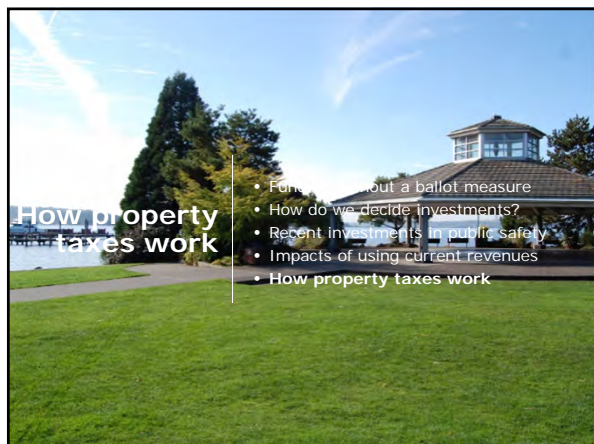 How property
taxes work
• out a ballot measure
• How do we decide investments?
• Recent investments in public safety
• Impacts of using current revenues
• How property taxes work